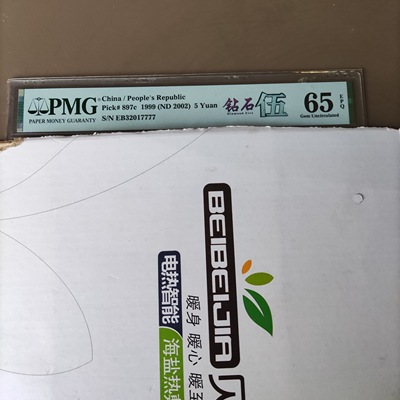 PMG
PAPER MONEY GUARANTY
China / People's Republic
Pick# 897c 1999 (ND 2002) 5 Yuan
S/N EB32017777
钻石伍
Diamond Five
65 EPQ
Gem Uncirculated
BEIBEIJIA
电热智能
暖身 暖心 暖至
海盐热